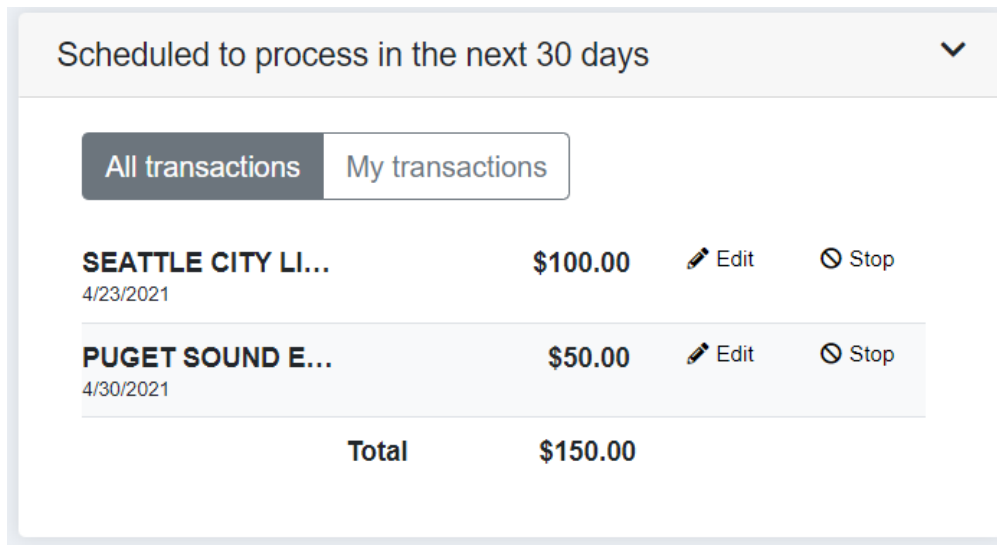 Scheduled to process in the next 30 days
All transactions My transactions
SEATTLE CITY LI... $100.00 Edit Stop
4/23/2021
PUGET SOUND E... $50.00 Edit Stop
4/30/2021
Total $150.00